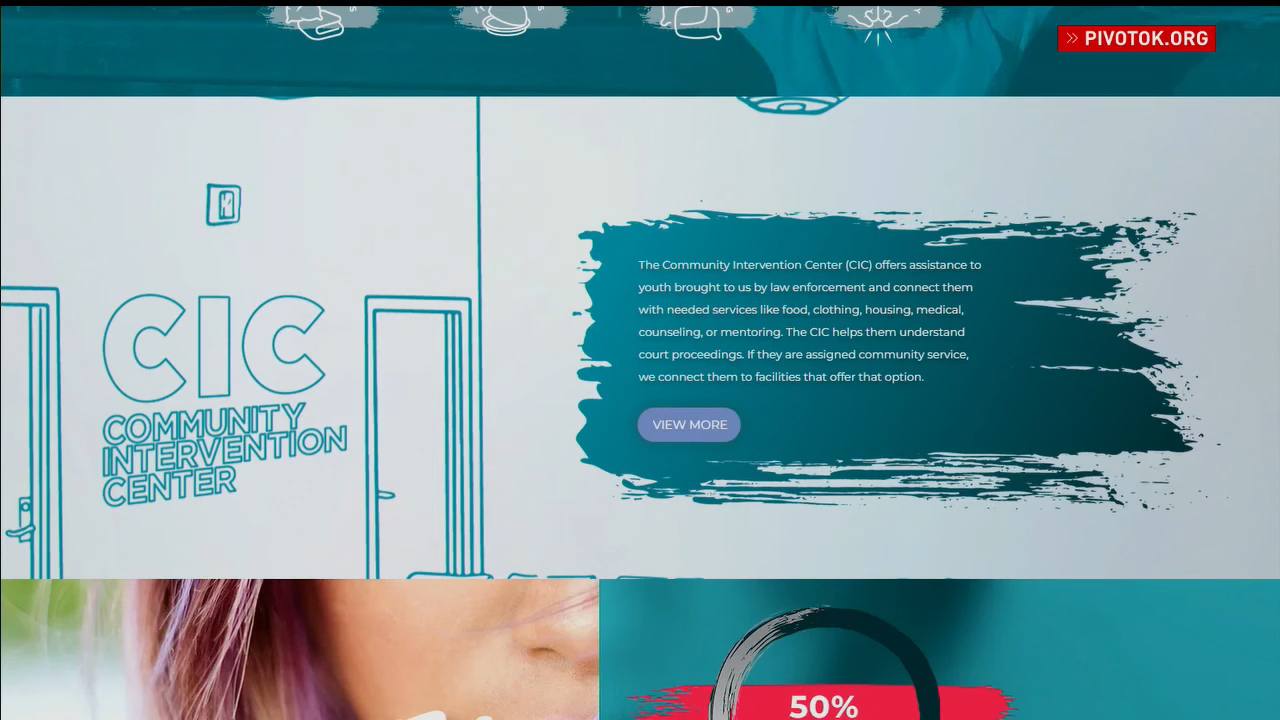 PIVOTOK.ORG
CIC
COMMUNITY
INTERVENTION
CENTER
The Community Intervention Center (CIC) offers assistance to
youth brought to us by law enforcement and connect them
with needed services like food, clothing, housing, medical,
counseling, or mentoring. The CIC helps them understand
court proceedings. If they are assigned community service,
we connect them to facilities that offer that option.
VIEW MORE
50%